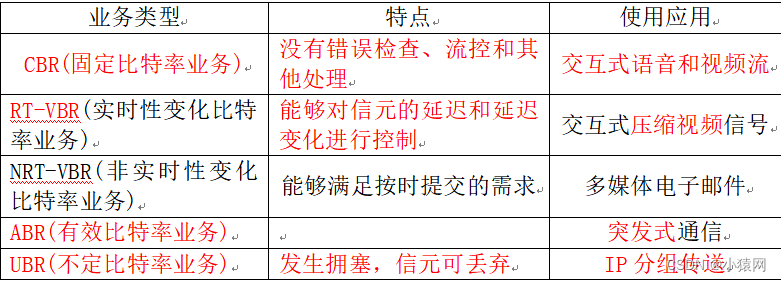 业务类型 特点 使用应用
CBR(固定比特率业务) 没有错误检查、流控和其他处理 交互式语音和视频流
RT-VBR(实时性变化比特率业务) 能够对信元的延迟和延迟变化进行控制 交互式压缩视频信号
NRT-VBR(非实时性变化比特率业务) 能够满足按时提交的需求 多媒体电子邮件
ABR(有效比特率业务) 突发式通信
UBR(不定比特率业务) 发生拥塞，信元可丢弃 IP 分组传送